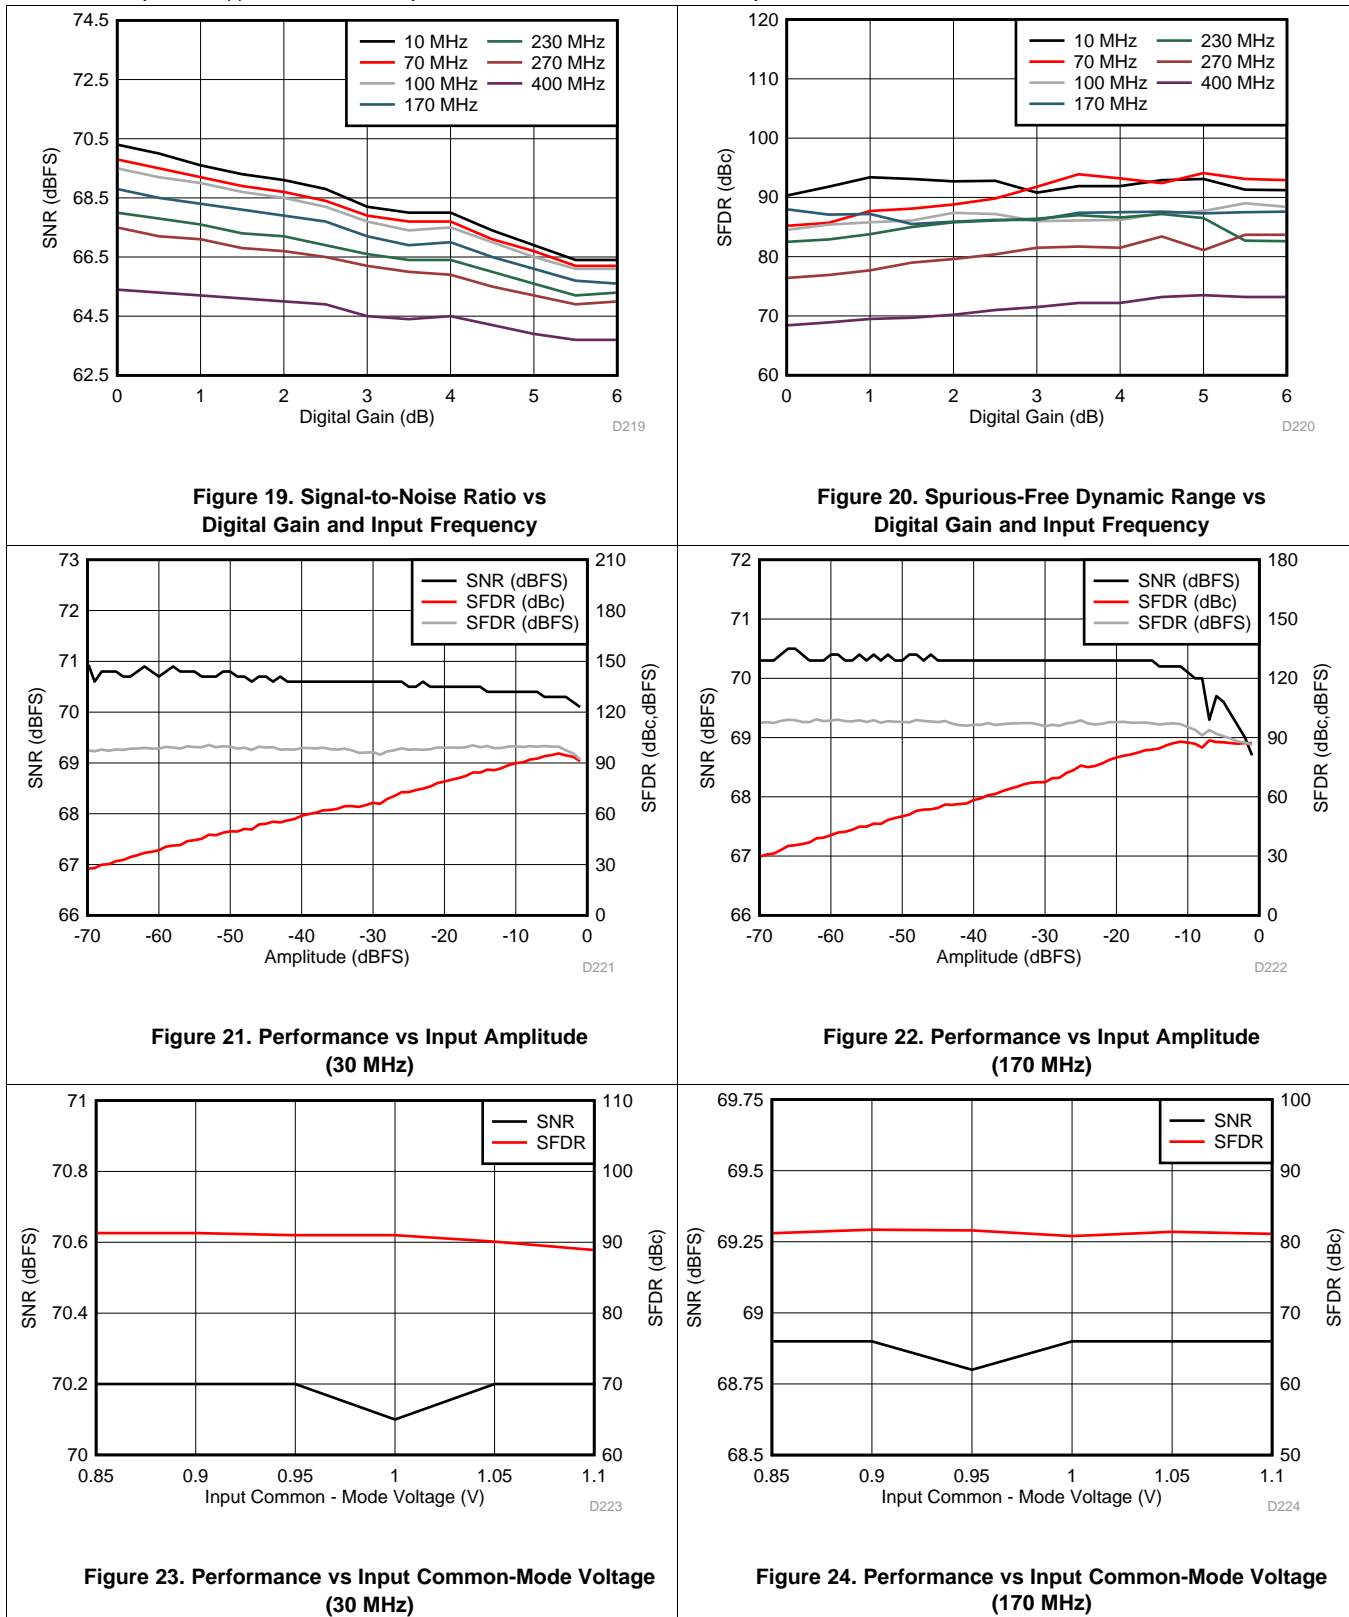 74.5
72.5
70.5
68.5
66.5
64.5
62.5
SNR (dBFS)
10 MHz
70 MHz
100 MHz
170 MHz
230 MHz
270 MHz
400 MHz
0 1 2 3 4 5 6
Digital Gain (dB)
D219
Figure 19. Signal-to-Noise Ratio vs
Digital Gain and Input Frequency
120
110
100
90
80
70
60
SFDR (dBc)
10 MHz
70 MHz
100 MHz
170 MHz
230 MHz
270 MHz
400 MHz
0 1 2 3 4 5 6
Digital Gain (dB)
D220
Figure 20. Spurious-Free Dynamic Range vs
Digital Gain and Input Frequency
73
72
71
70
69
68
67
66
SNR (dBFS)
SNR (dBFS)
SFDR (dBc)
SFDR (dBFS)
210
180
150
120
90
60
30
0
SFDR (dBc,dBFS)
-70 -60 -50 -40 -30 -20 -10 0
Amplitude (dBFS)
D221
Figure 21. Performance vs Input Amplitude
(30 MHz)
72
71
70
69
68
67
66
SNR (dBFS)
SNR (dBFS)
SFDR (dBc)
SFDR (dBFS)
180
150
120
90
60
30
0
SFDR (dBc,dBFS)
-70 -60 -50 -40 -30 -20 -10 0
Amplitude (dBFS)
D222
Figure 22. Performance vs Input Amplitude
(170 MHz)
71
70.8
70.6
70.4
70.2
70
SNR (dBFS)
SNR
SFDR
110
100
90
80
70
60
SFDR (dBc)
0.85 0.9 0.95 1 1.05 1.1
Input Common - Mode Voltage (V)
D223
Figure 23. Performance vs Input Common-Mode Voltage
(30 MHz)
69.75
69.5
69.25
69
68.75
68.5
SNR (dBFS)
SNR
SFDR
100
90
80
70
60
50
SFDR (dBc)
0.85 0.9 0.95 1 1.05 1.1
Input Common - Mode Voltage (V)
D224
Figure 24. Performance vs Input Common-Mode Voltage
(170 MHz)